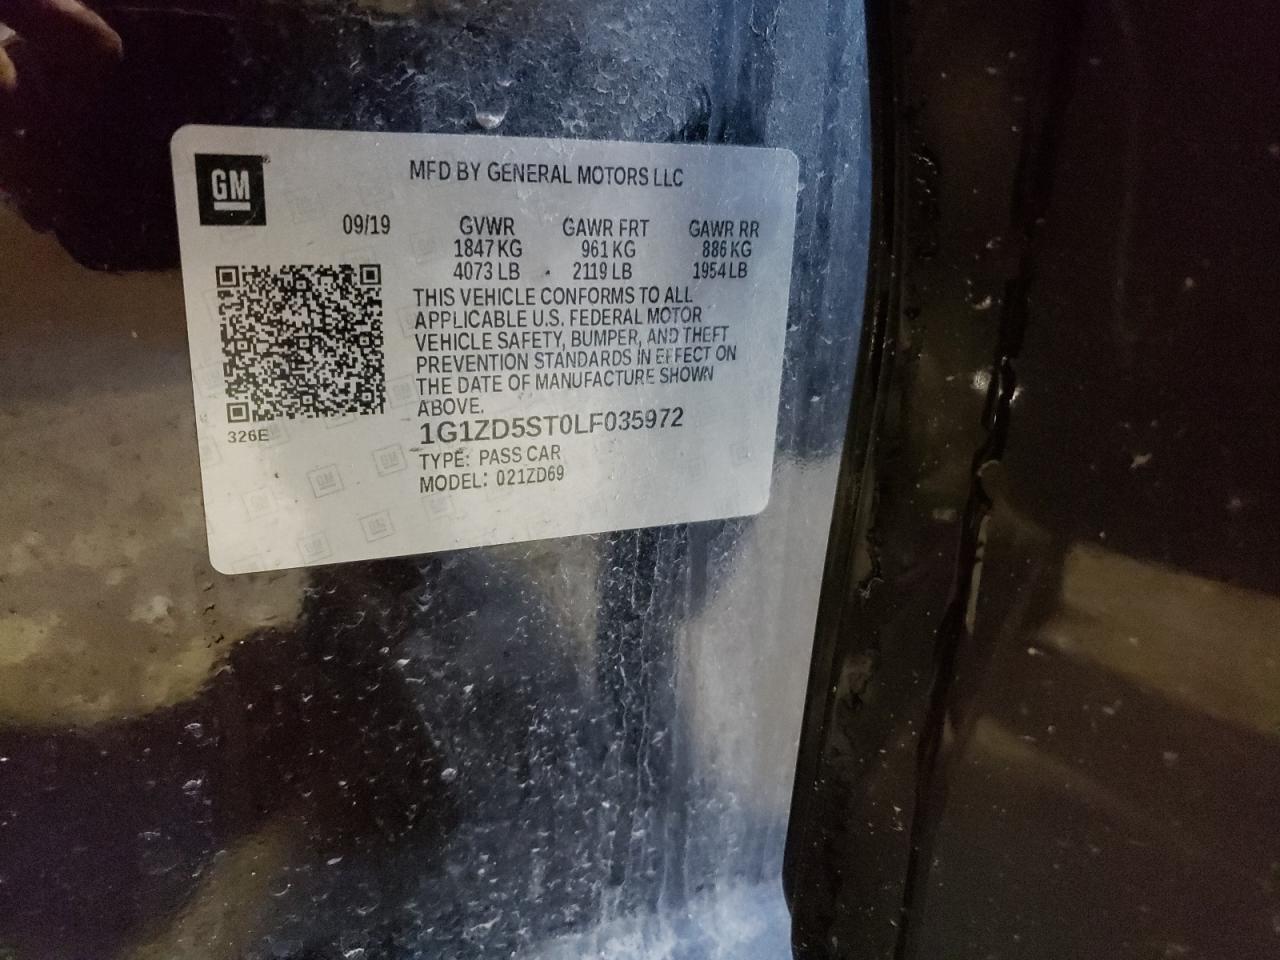 GM
MFD BY GENERAL MOTORS LLC
09/19 GVWR GAWR FRT GAWR RR
1847 KG 961 KG 886 KG
4073 LB 2119 LB 1954 LB
THIS VEHICLE CONFORMS TO ALL
APPLICABLE U.S. FEDERAL MOTOR
VEHICLE SAFETY, BUMPER, AND THEFT
PREVENTION STANDARDS IN EFFECT ON
THE DATE OF MANUFACTURE SHOWN
ABOVE.
326E
1G1ZD5ST0LF035972
TYPE: PASS CAR
MODEL: 021ZD69